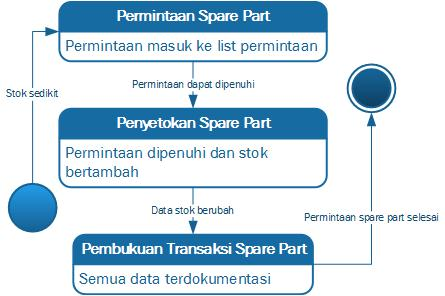 Permintaan Spare Part
Permintaan masuk ke list permintaan
Stok sedikit
Permintaan dapat dipenuhi
Penyetokan Spare Part
Permintaan dipenuhi dan stok
bertambah
Data stok berubah
Permintaan spare part selesai
Pembukuan Transaksi Spare Part
Semua data terdokumentasi